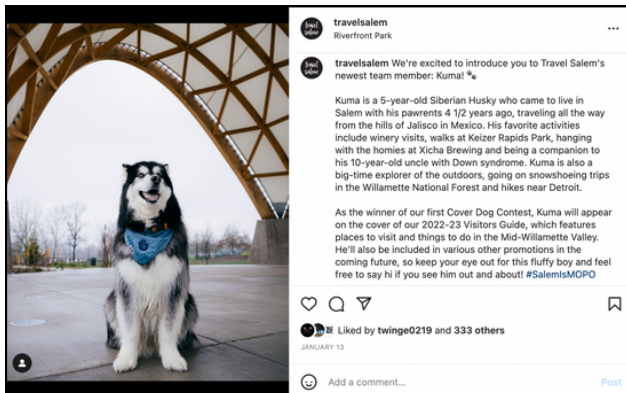 travelsalem
Riverfront Park
travelsalem We're excited to introduce you to Travel Salem's
newest team member: Kuma! 🐾
Kuma is a 5-year-old Siberian Husky who came to live in
Salem with his pawrents 4 1/2 years ago, traveling all the way
from the hills of Jalisco in Mexico. His favorite activities
include winery visits, walks at Keizer Rapids Park, hanging
with the homies at Xicha Brewing and being a companion to
his 10-year-old uncle with Down syndrome. Kuma is also a
big-time explorer of the outdoors, going on snowshoeing trips
in the Willamette National Forest and hikes near Detroit.
As the winner of our first Cover Dog Contest, Kuma will appear
on the cover of our 2022-23 Visitors Guide, which features
places to visit and things to do in the Mid-Willamette Valley.
He'll also be included in various other promotions in the
coming future, so keep your eye out for this fluffy boy and feel
free to say hi if you see him out and about! #SalemIsMOPO
Liked by twinge0219 and 333 others
JANUARY 13
Add a comment...
Post